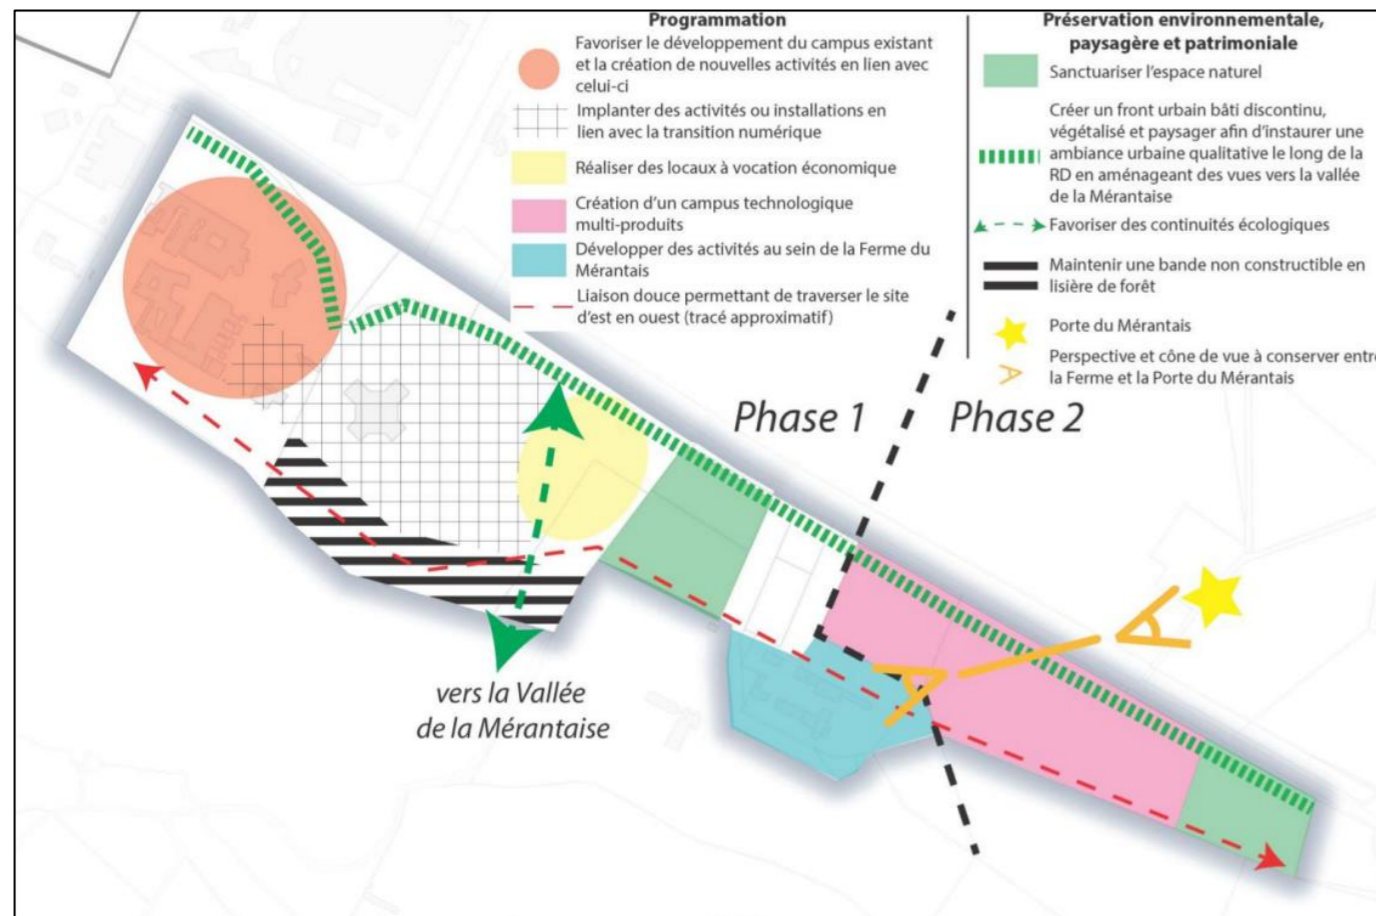 Programmation
Favoriser le développement du campus existant
et la création de nouvelles activités en lien avec
celui-ci
Implanter des activités ou installations en
lien avec la transition numérique
Réaliser des locaux à vocation économique
Création d'un campus technologique
multi-produits
Développer des activités au sein de la Ferme du
Mérantais
Liaison douce permettant de traverser le site
d'est en ouest (tracé approximatif)
Préservation environnementale,
paysagère et patrimoniale
Sanctuariser l'espace naturel
Créer un front urbain bâti discontinu,
végétalisé et paysager afin d'instaurer une
ambiance urbaine qualitative le long de la
RD en aménageant des vues vers la vallée
de la Mérantaise
Favoriser des continuités écologiques
Maintenir une bande non constructible en
lisière de forêt
Porte du Mérantais
Perspective et cône de vue à conserver entre
la Ferme et la Porte du Mérantais
Phase 1
Phase 2
vers la Vallée
de la Mérantaise